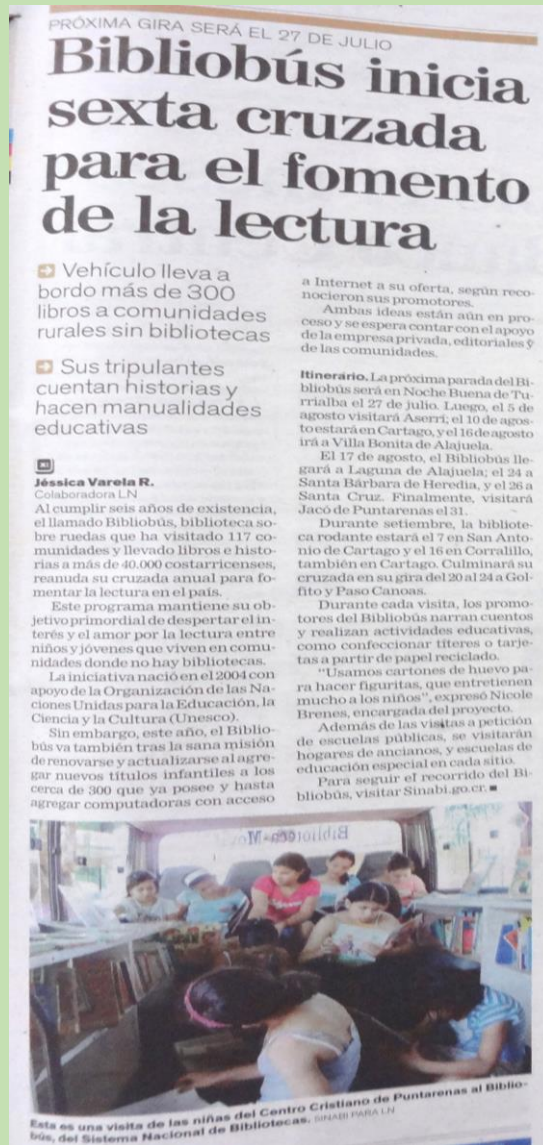 PRÓXIMA GIRA SERÁ EL 27 DE JULIO
Bibliobús inicia
sexta cruzada
para el fomento
de la lectura
Vehículo lleva a
bordo más de 300
libros a comunidades
rurales sin bibliotecas
Sus tripulantes
cuentan historias y
hacen manualidades
educativas
Jéssica Varela R.
Colaboradora LN
Al cumplir seis años de existencia,
el llamado Bibliobús, biblioteca so-
bre ruedas que ha visitado 117 co-
munidades y llevado libros e histo-
rias a más de 40.000 costarricenses,
reanuda su cruzada anual para fo-
mentar la lectura en el país.
Este programa mantiene su ob-
jetivo primordial de despertar el in-
terés y el amor por la lectura entre
niños y jóvenes que viven en comu-
nidades donde no hay bibliotecas.
La iniciativa nació en el 2004 con
apoyo de la Organización de las Na-
ciones Unidas para la Educación, la
Ciencia y la Cultura (Unesco).
Sin embargo, este año, el Biblio-
bús va también tras la sana misión
de renovarse y actualizarse al agre-
gar nuevos títulos infantiles a los
cerca de 300 que ya posee y hasta
agregar computadoras con acceso
a Internet a su oferta, según reco-
nocieron sus promotores.
Ambas ideas están aún en pro-
ceso y se espera contar con el apoyo
de la empresa privada, editoriales y
de las comunidades.
Itinerario. La próxima parada del Bi-
bliobús será en Noche Buena de Tu-
rrialba el 27 de julio. Luego, el 5 de
agosto visitará Aserrí; el 10 de agos-
to estará en Cartago, y el 16 de agosto
irá a Villa Bonita de Alajuela.
El 17 de agosto, el Bibliobús lle-
gará a Laguna de Alajuela; el 24 a
Santa Bárbara de Heredia, y el 26 a
Santa Cruz. Finalmente, visitará
Jacó de Puntarenas el 31.
Durante setiembre, la bibliote-
ca rodante estará el 7 en San Anto-
nio de Cartago y el 16 en Corralillo,
también en Cartago. Culminará su
cruzada en su gira del 20 al 24 a Gol-
fito y Paso Canoas.
Durante cada visita, los promo-
tores del Bibliobús narran cuentos
y realizan actividades educativas,
como confeccionar títeres o tarje-
tas a partir de papel reciclado.
"Usamos cartones de huevo pa-
ra hacer figuritas, que entretienen
mucho a los niños", expresó Nicole
Brenes, encargada del proyecto.
Además de las visitas a petición
de escuelas públicas, se visitarán
hogares de ancianos, y escuelas de
educación especial en cada sitio.
Para seguir el recorrido del Bi-
bliobús, visitar Sinabi.go.cr.
Esta es una visita de las niñas del Centro Cristiano de Puntarenas al Biblio-
bús, del Sistema Nacional de Bibliotecas. SINABI PARA LN